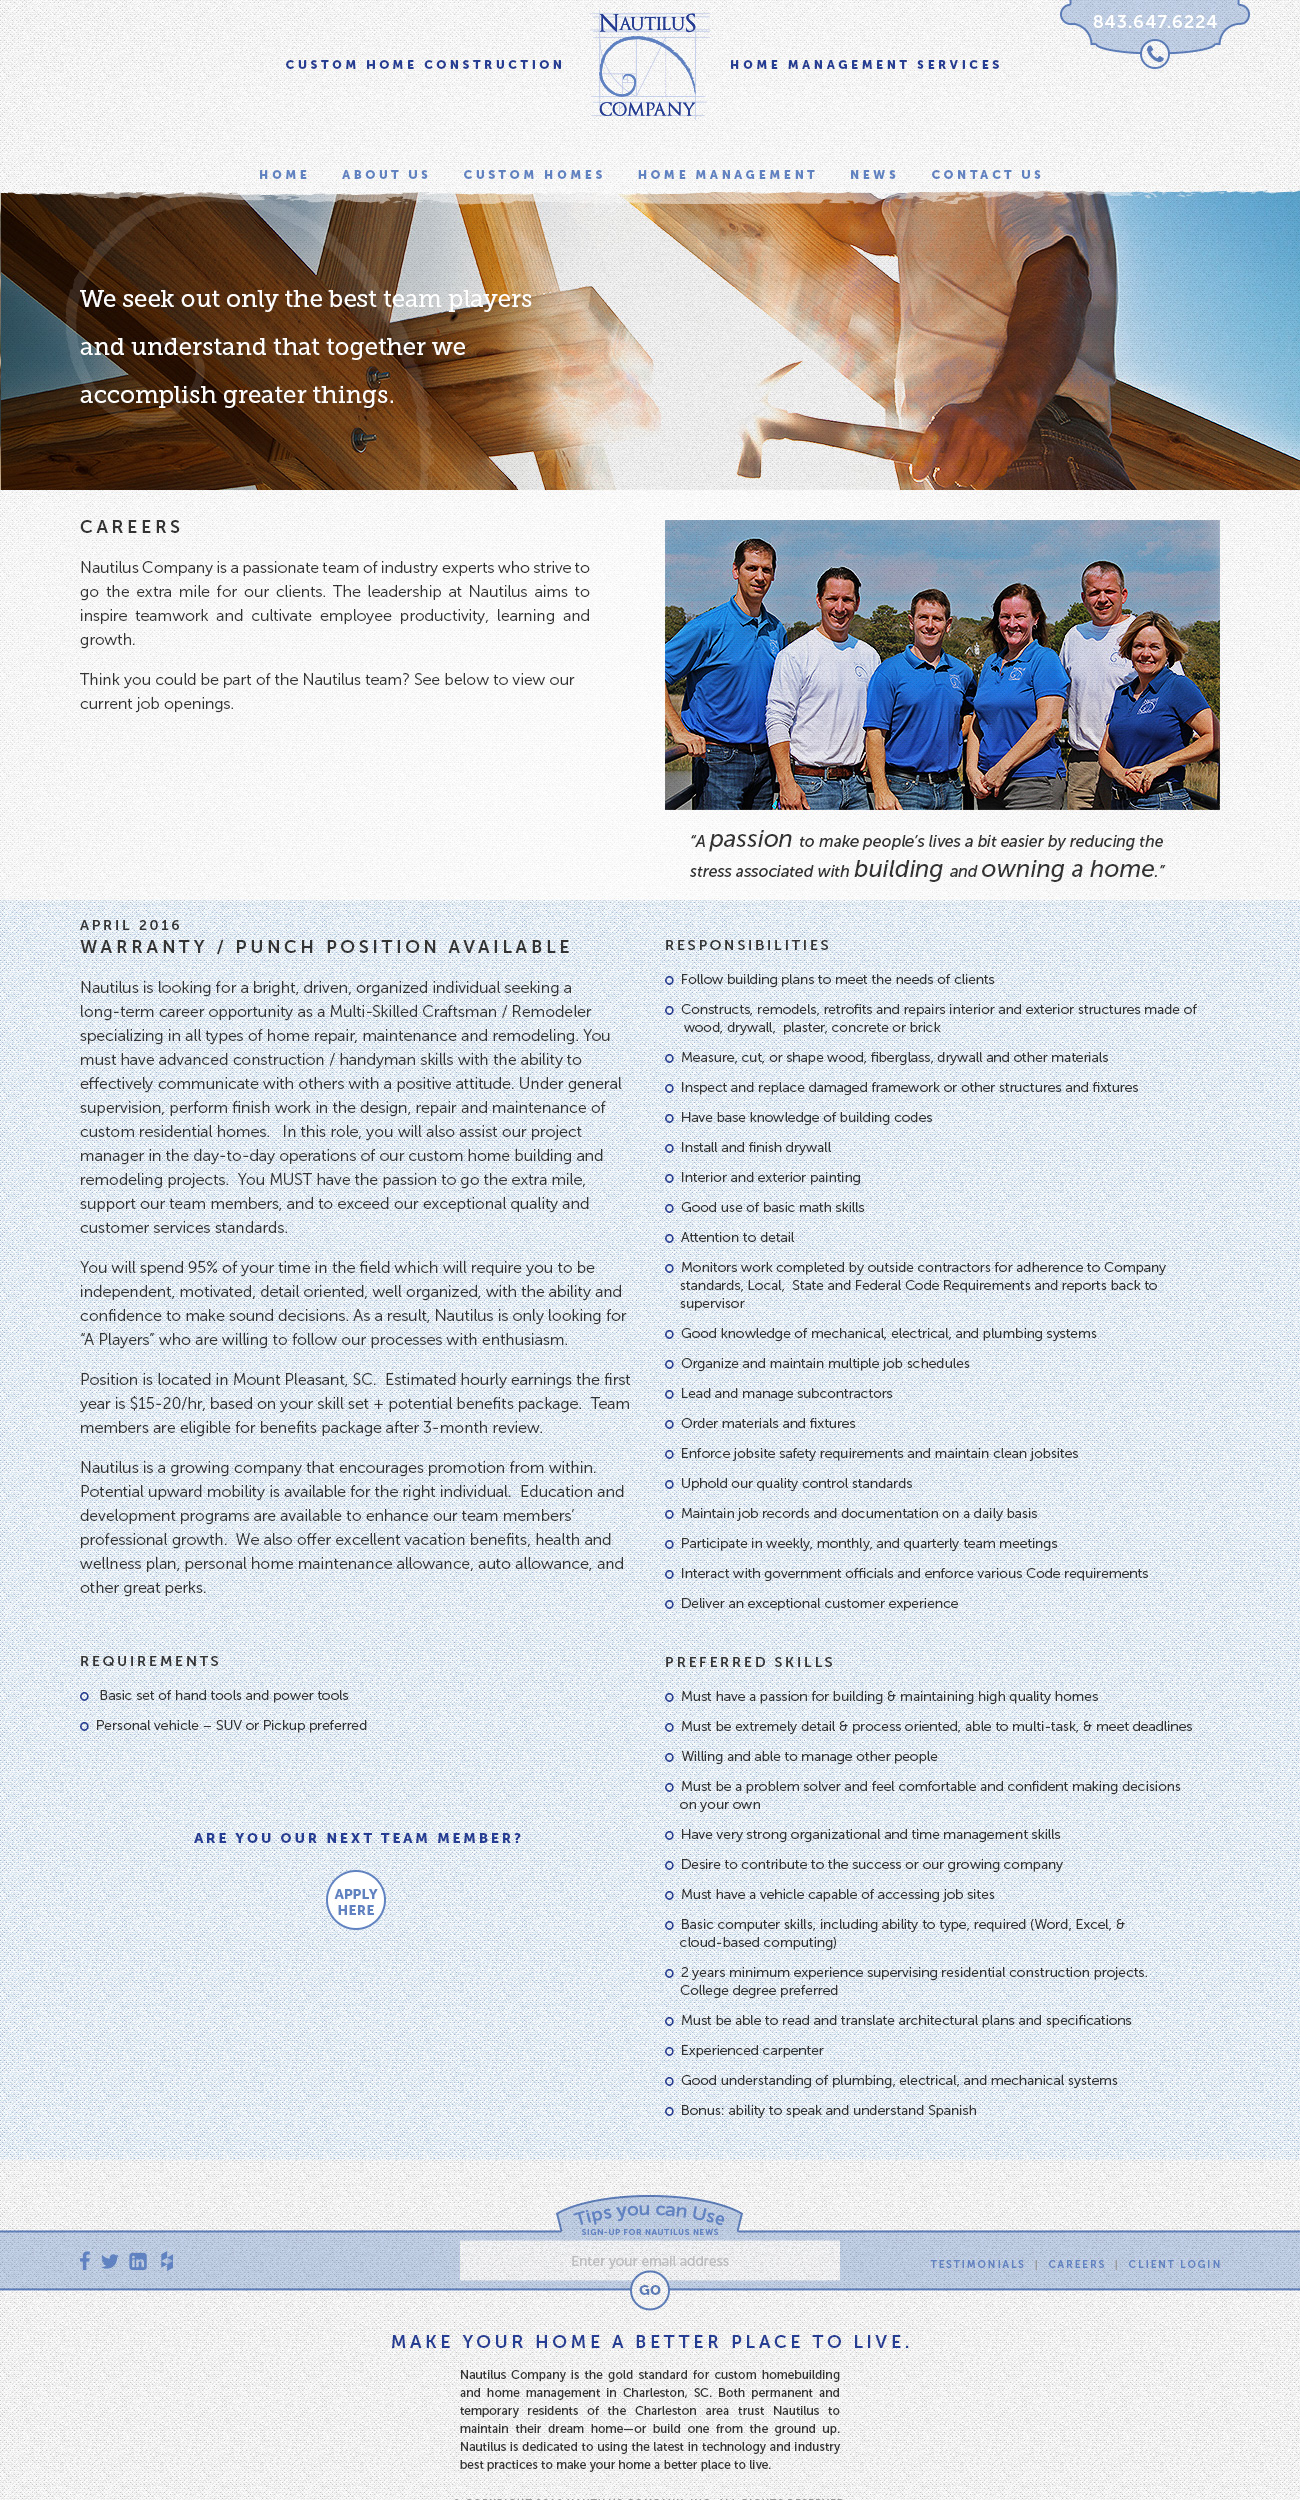 843.647.6224
NAUTILUS
COMPANY
CUSTOM HOME CONSTRUCTION
HOME MANAGEMENT SERVICES
HOME ABOUT US CUSTOM HOMES HOME MANAGEMENT NEWS CONTACT US
We seek out only the best team players
and understand that together we
accomplish greater things.
CAREERS
Nautilus Company is a passionate team of industry experts who strive to
go the extra mile for our clients. The leadership at Nautilus aims to
inspire teamwork and cultivate employee productivity, learning and
growth.
Think you could be part of the Nautilus team? See below to view our
current job openings.
“A passion to make people’s lives a bit easier by reducing the
stress associated with building and owning a home.”
APRIL 2016
WARRANTY / PUNCH POSITION AVAILABLE
Nautilus is looking for a bright, driven, organized individual seeking a
long-term career opportunity as a Multi-Skilled Craftsman / Remodeler
specializing in all types of home repair, maintenance and remodeling. You
must have advanced construction / handyman skills with the ability to
effectively communicate with others with a positive attitude. Under general
supervision, perform finish work in the design, repair and maintenance of
custom residential homes. In this role, you will also assist our project
manager in the day-to-day operations of our custom home building and
remodeling projects. You MUST have the passion to go the extra mile,
support our team members, and to exceed our exceptional quality and
customer services standards.
You will spend 95% of your time in the field which will require you to be
independent, motivated, detail oriented, well organized, with the ability and
confidence to make sound decisions. As a result, Nautilus is only looking for
“A Players” who are willing to follow our processes with enthusiasm.
Position is located in Mount Pleasant, SC. Estimated hourly earnings the first
year is $15-20/hr, based on your skill set + potential benefits package. Team
members are eligible for benefits package after 3-month review.
Nautilus is a growing company that encourages promotion from within.
Potential upward mobility is available for the right individual. Education and
development programs are available to enhance our team members’
professional growth. We also offer excellent vacation benefits, health and
wellness plan, personal home maintenance allowance, auto allowance, and
other great perks.
REQUIREMENTS
Basic set of hand tools and power tools
Personal vehicle – SUV or Pickup preferred
ARE YOU OUR NEXT TEAM MEMBER?
APPLY
HERE
RESPONSIBILITIES
Follow building plans to meet the needs of clients
Constructs, remodels, retrofits and repairs interior and exterior structures made of
wood, drywall, plaster, concrete or brick
Measure, cut, or shape wood, fiberglass, drywall and other materials
Inspect and replace damaged framework or other structures and fixtures
Have base knowledge of building codes
Install and finish drywall
Interior and exterior painting
Good use of basic math skills
Attention to detail
Monitors work completed by outside contractors for adherence to Company
standards, Local, State and Federal Code Requirements and reports back to
supervisor
Good knowledge of mechanical, electrical, and plumbing systems
Organize and maintain multiple job schedules
Lead and manage subcontractors
Order materials and fixtures
Enforce jobsite safety requirements and maintain clean jobsites
Uphold our quality control standards
Maintain job records and documentation on a daily basis
Participate in weekly, monthly, and quarterly team meetings
Interact with government officials and enforce various Code requirements
Deliver an exceptional customer experience
PREFERRED SKILLS
Must have a passion for building & maintaining high quality homes
Must be extremely detail & process oriented, able to multi-task, & meet deadlines
Willing and able to manage other people
Must be a problem solver and feel comfortable and confident making decisions
on your own
Have very strong organizational and time management skills
Desire to contribute to the success or our growing company
Must have a vehicle capable of accessing job sites
Basic computer skills, including ability to type, required (Word, Excel, &
cloud-based computing)
2 years minimum experience supervising residential construction projects.
College degree preferred
Must be able to read and translate architectural plans and specifications
Experienced carpenter
Good understanding of plumbing, electrical, and mechanical systems
Bonus: ability to speak and understand Spanish
Tips you can Use
SIGN-UP FOR NAUTILUS NEWS
Enter your email address
GO
TESTIMONIALS | CAREERS | CLIENT LOGIN
MAKE YOUR HOME A BETTER PLACE TO LIVE.
Nautilus Company is the gold standard for custom homebuilding
and home management in Charleston, SC. Both permanent and
temporary residents of the Charleston area trust Nautilus to
maintain their dream home—or build one from the ground up.
Nautilus is dedicated to using the latest in technology and industry
best practices to make your home a better place to live.